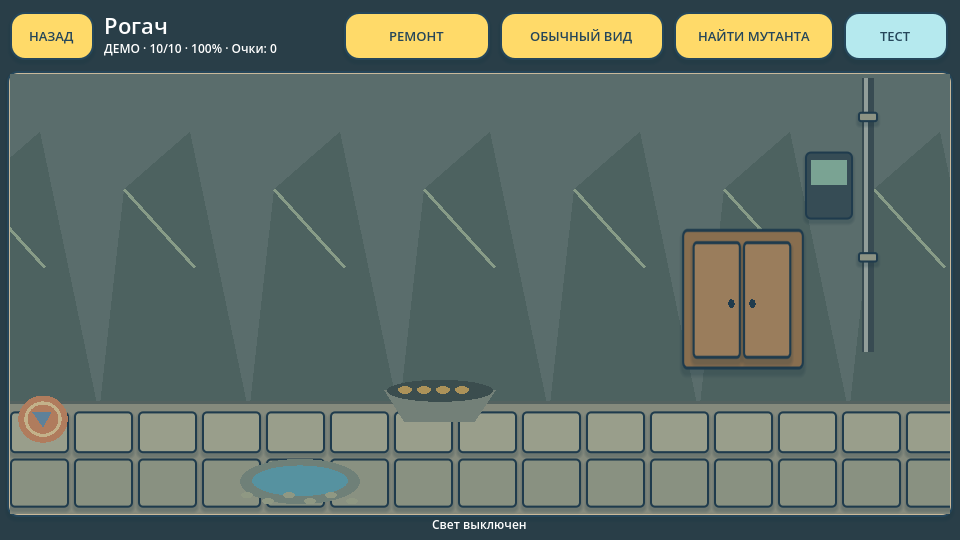 НАЗАД
Рогач
ДЕМО · 10/10 · 100% · Очки: 0
РЕМОНТ
ОБЫЧНЫЙ ВИД
НАЙТИ МУТАНТА
ТЕСТ
Свет выключен